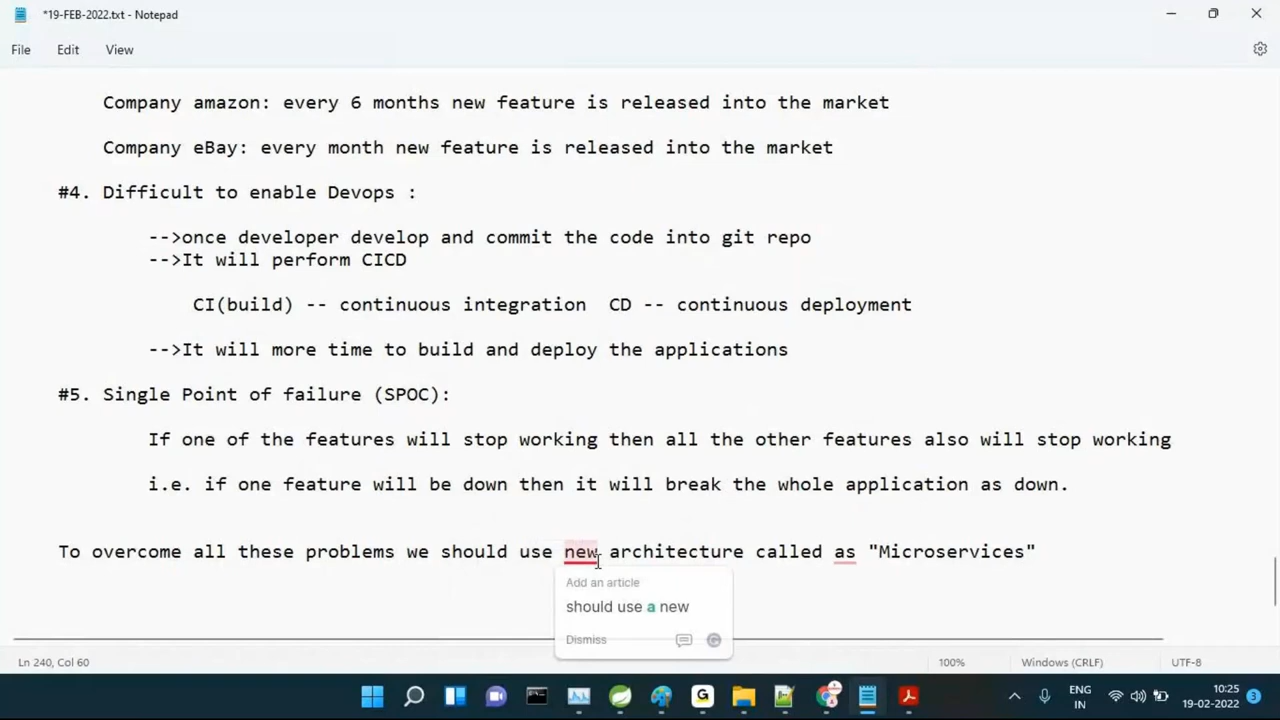 *19-FEB-2022.txt - Notepad
File Edit View
Company amazon: every 6 months new feature is released into the market
Company eBay: every month new feature is released into the market
#4. Difficult to enable Devops :
-->once developer develop and commit the code into git repo
-->It will perform CICD
CI(build) -- continuous integration CD -- continuous deployment
-->It will more time to build and deploy the applications
#5. Single Point of failure (SPOC):
If one of the features will stop working then all the other features also will stop working
i.e. if one feature will be down then it will break the whole application as down.
To overcome all these problems we should use new architecture called as "Microservices"
Add an article
should use a new
Dismiss
Ln 240, Col 60 100% Windows (CRLF) UTF-8
ENG
IN
10:25
19-02-2022
3